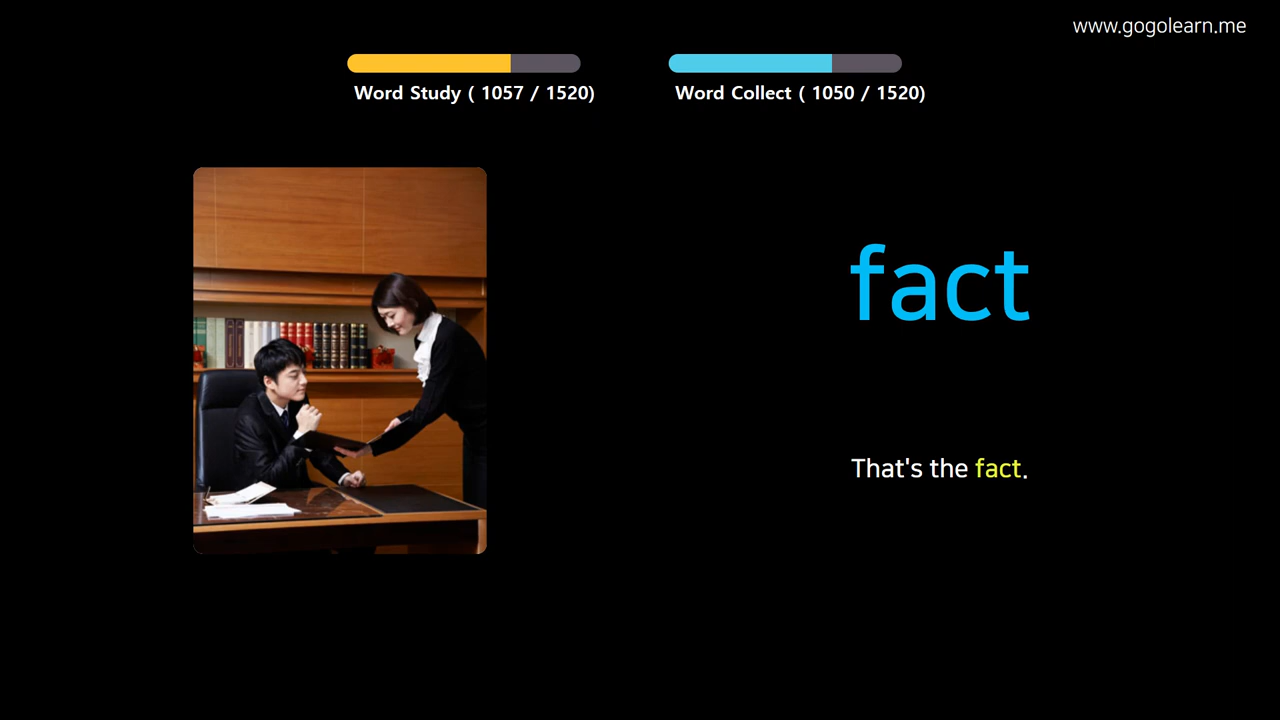 www.gogolearn.me
Word Study ( 1057 / 1520)
Word Collect ( 1050 / 1520)
fact
That's the fact.